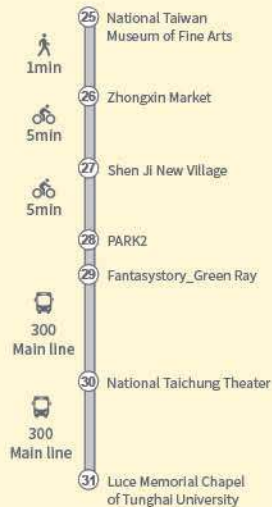 25 National Taiwan
Museum of Fine Arts
1min
26 Zhongxin Market
5min
27 Shen Ji New Village
5min
28 PARK2
29 Fantasystory_Green Ray
300
Main line
30 National Taichung Theater
300
Main line
31 Luce Memorial Chapel
of Tunghai University